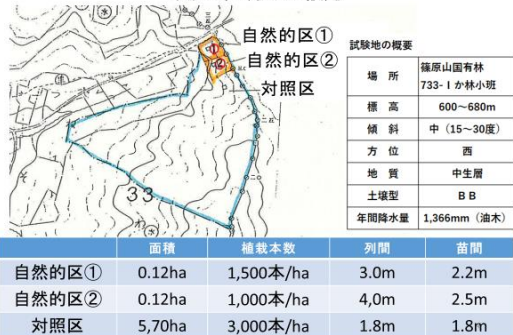 自然的区①
自然的区②
対照区
①
②
33
試験地の概要
場 所 篠原山国有林
733-Iか林小班
標 高 600～680m
傾 斜 中（15～30度）
方 位 西
地 質 中生層
土壌型 BB
年間降水量 1,366mm（油木）
面積 植栽本数 列間 苗間
自然的区① 0.12ha 1,500本/ha 3.0m 2.2m
自然的区② 0.12ha 1,000本/ha 4,0m 2.5m
対照区 5,70ha 3,000本/ha 1.8m 1.8m